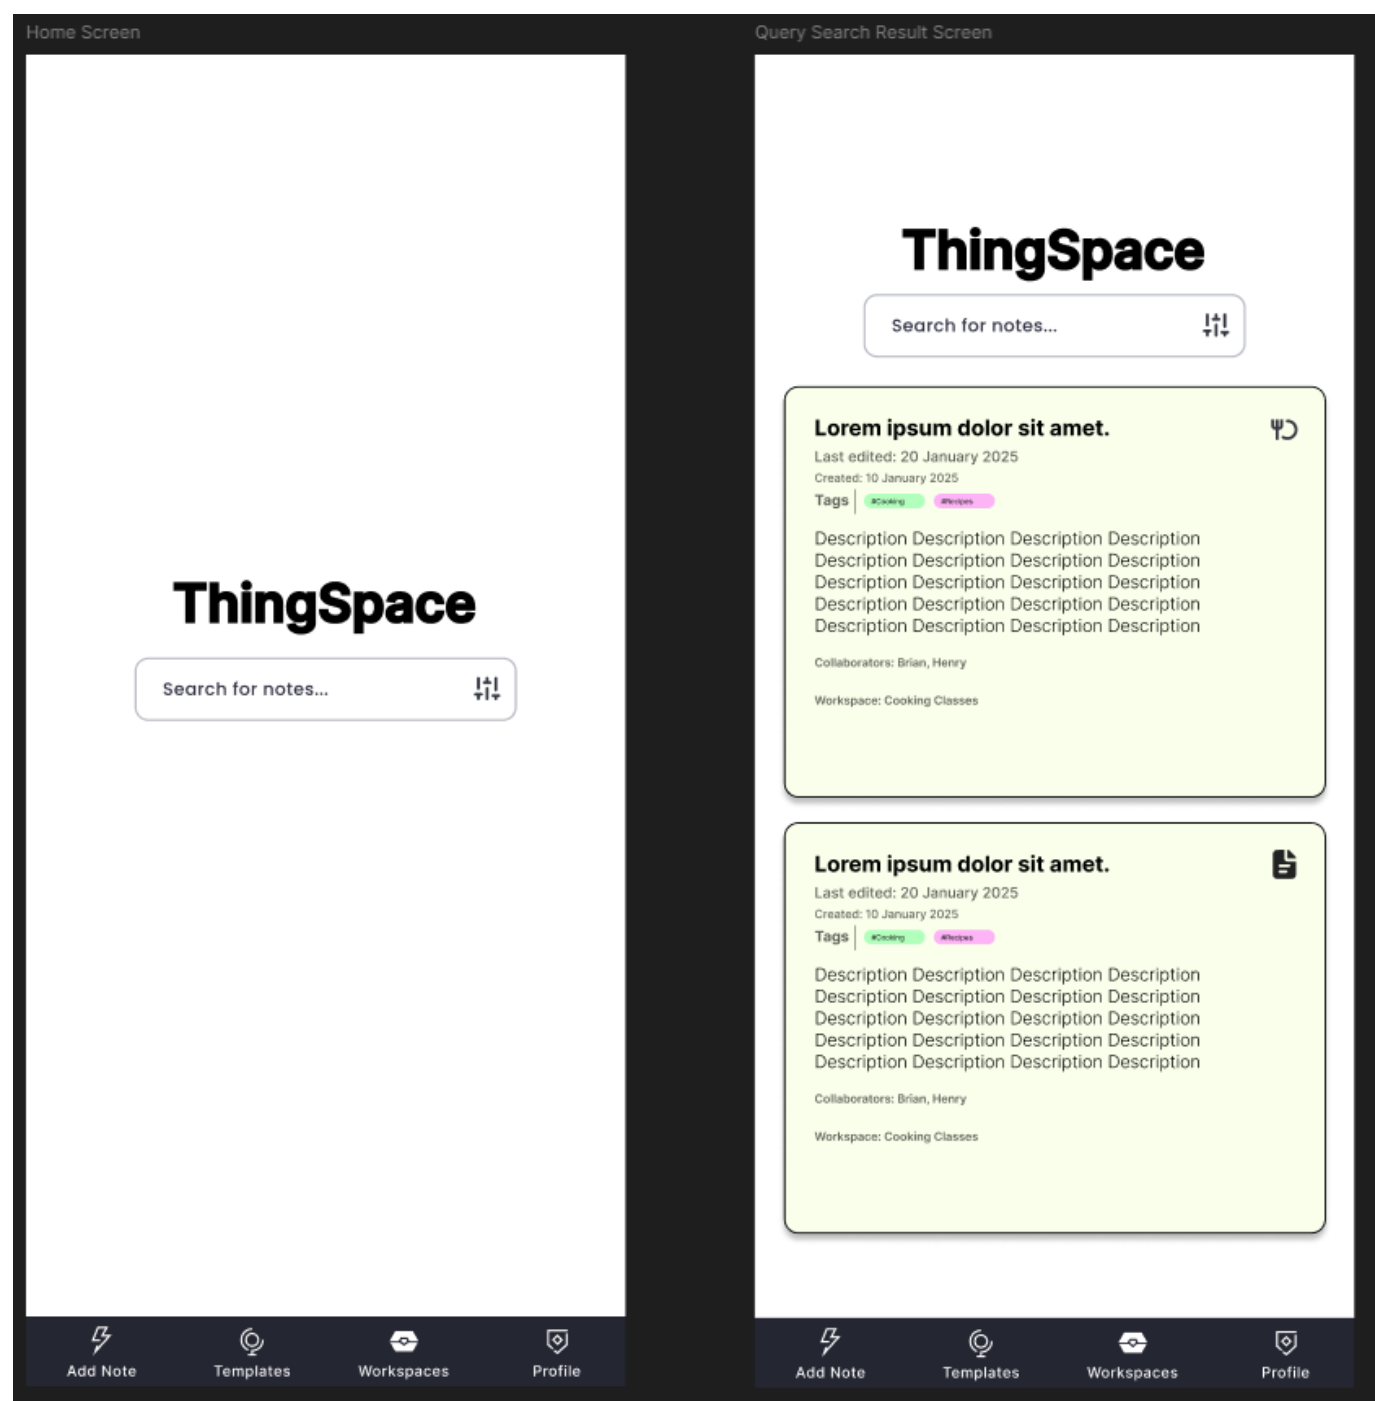 Home Screen
ThingSpace
Search for notes...
Add Note
Templates
Workspaces
Profile
Query Search Result Screen
ThingSpace
Search for notes...
Lorem ipsum dolor sit amet.
Last edited: 20 January 2025
Created: 10 January 2025
Tags #Cooking #Recipes
Description Description Description Description
Description Description Description Description
Description Description Description Description
Description Description Description Description
Description Description Description Description
Collaborators: Brian, Henry
Workspace: Cooking Classes
Lorem ipsum dolor sit amet.
Last edited: 20 January 2025
Created: 10 January 2025
Tags #Cooking #Recipes
Description Description Description Description
Description Description Description Description
Description Description Description Description
Description Description Description Description
Description Description Description Description
Collaborators: Brian, Henry
Workspace: Cooking Classes
Add Note
Templates
Workspaces
Profile